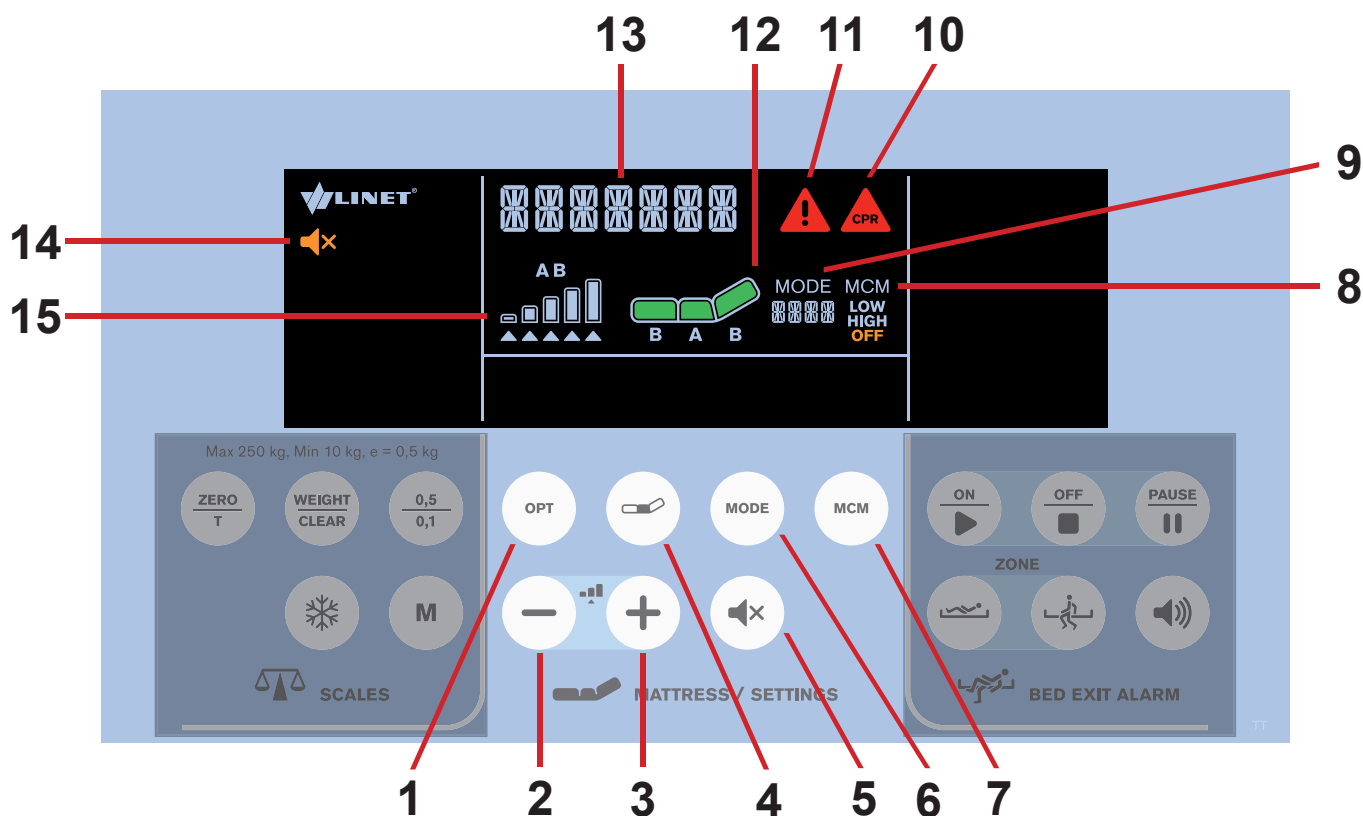 13 12 11 10
9
LINET®
CPR
14
A B
MODE MCM
8
LOW
HIGH
OFF
15
B A B
Max 250 kg, Min 10 kg, e = 0,5 kg
ZERO
T
WEIGHT
CLEAR
0,5
0,1
OPT
MODE
MCM
ON
OFF
PAUSE
ZONE
M
SCALES
MATTRESS / SETTINGS
BED EXIT ALARM
TT
1 2 3 4 5 6 7